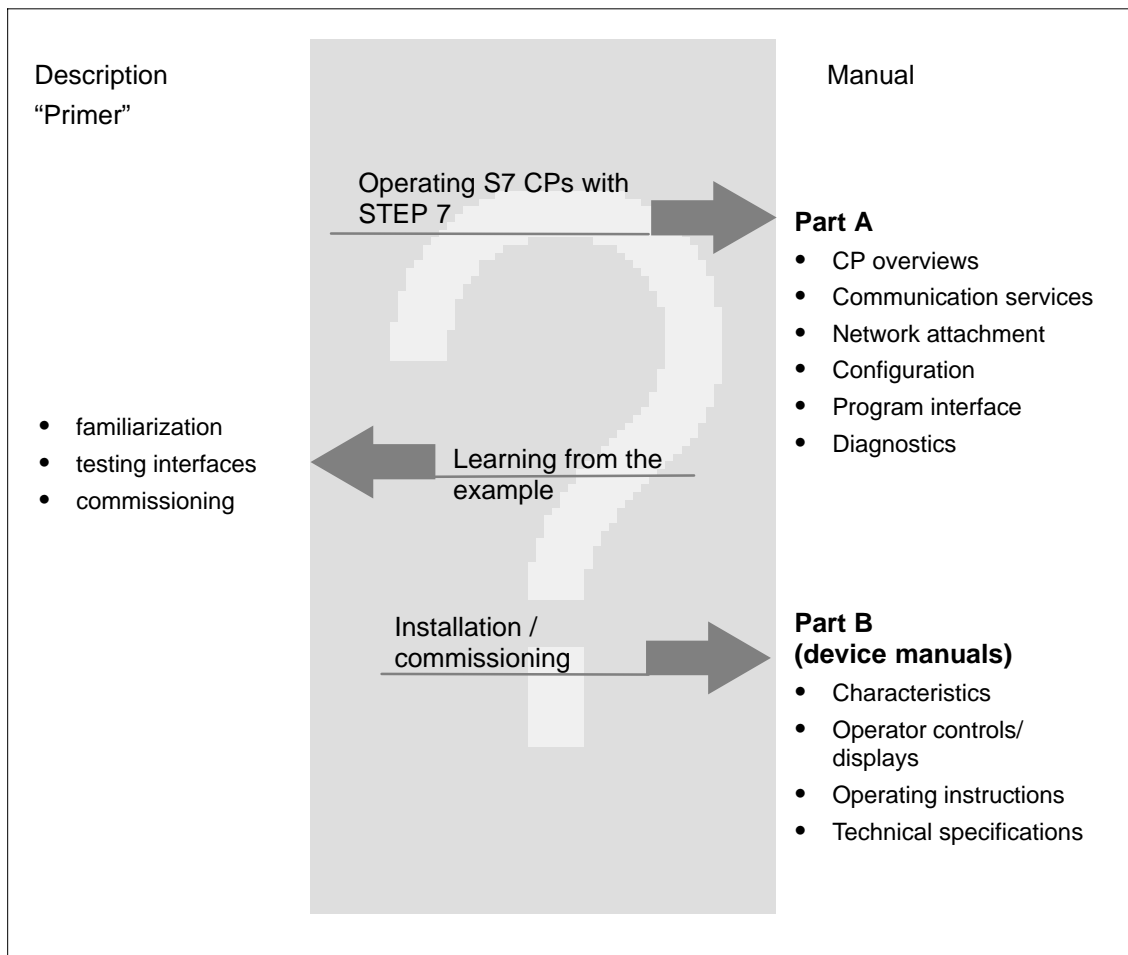 Description
“Primer”
Manual
Operating S7 CPs with
STEP 7
Part A
• CP overviews
• Communication services
• Network attachment
• Configuration
• Program interface
• Diagnostics
• familiarization
• testing interfaces
• commissioning
Learning from the
example
Installation /
commissioning
Part B
(device manuals)
• Characteristics
• Operator controls/
displays
• Operating instructions
• Technical specifications
?